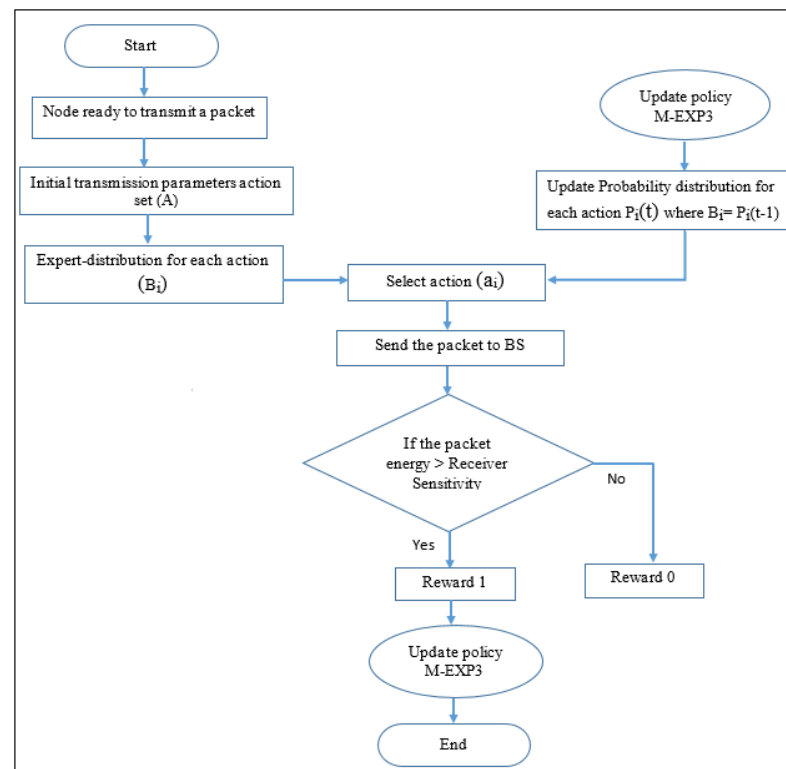 Start
Node ready to transmit a packet
Initial transmission parameters action
set (A)
Expert-distribution for each action
(Bi)
Update policy
M-EXP3
Update Probability distribution for
each action Pi(t) where Bi= Pi(t-1)
Select action (ai)
Send the packet to BS
If the packet
energy > Receiver
Sensitivity
No
Yes
Reward 1
Reward 0
Update policy
M-EXP3
End